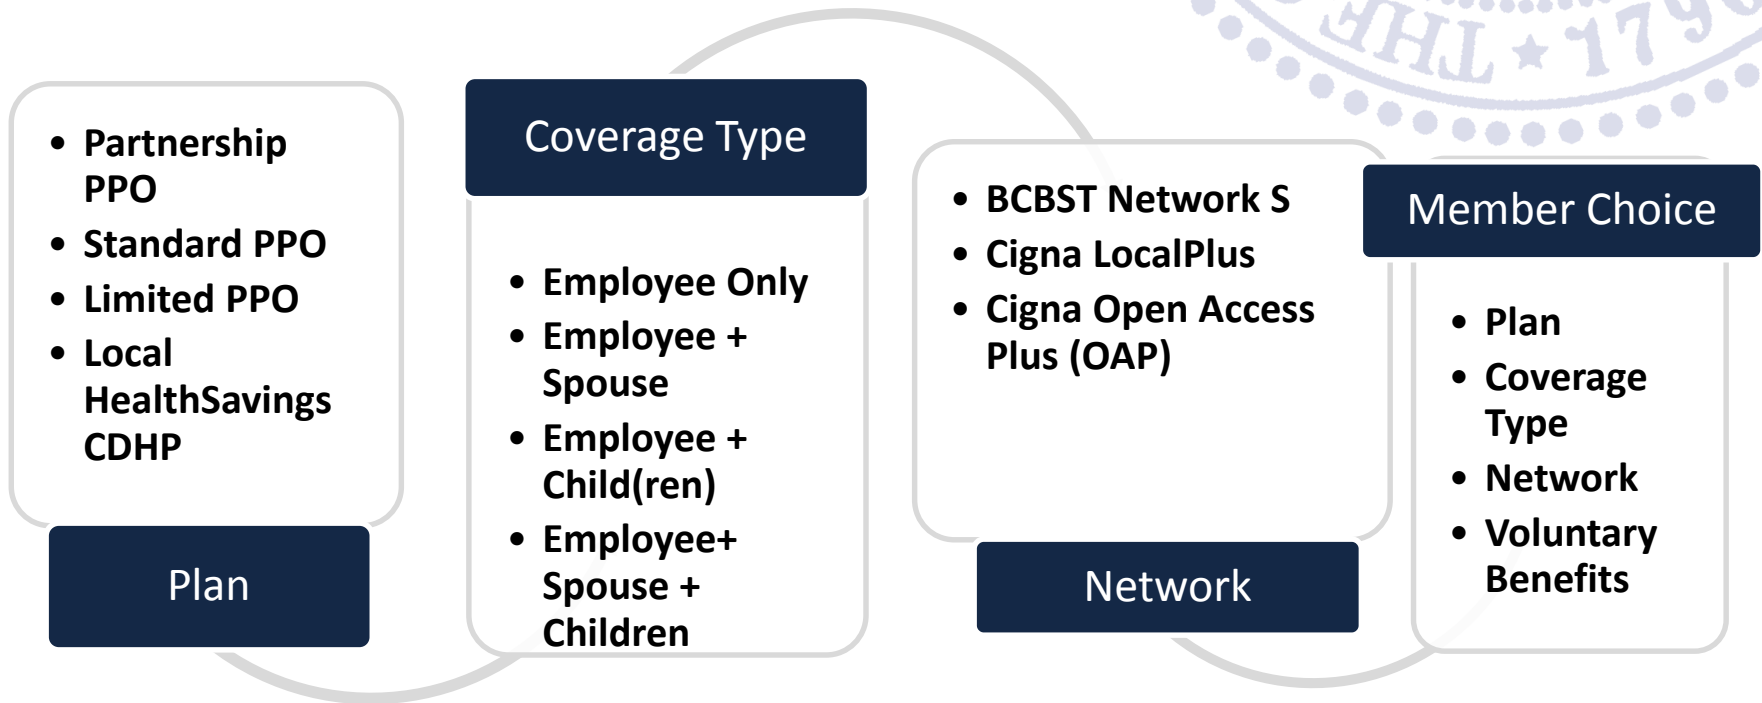 THE ★ 1796
• Partnership
PPO
• Standard PPO
• Limited PPO
• Local
HealthSavings
CDHP
Plan
Coverage Type
• Employee Only
• Employee +
Spouse
• Employee +
Child(ren)
• Employee+
Spouse +
Children
• BCBST Network S
• Cigna LocalPlus
• Cigna Open Access
Plus (OAP)
Network
Member Choice
• Plan
• Coverage
Type
• Network
• Voluntary
Benefits